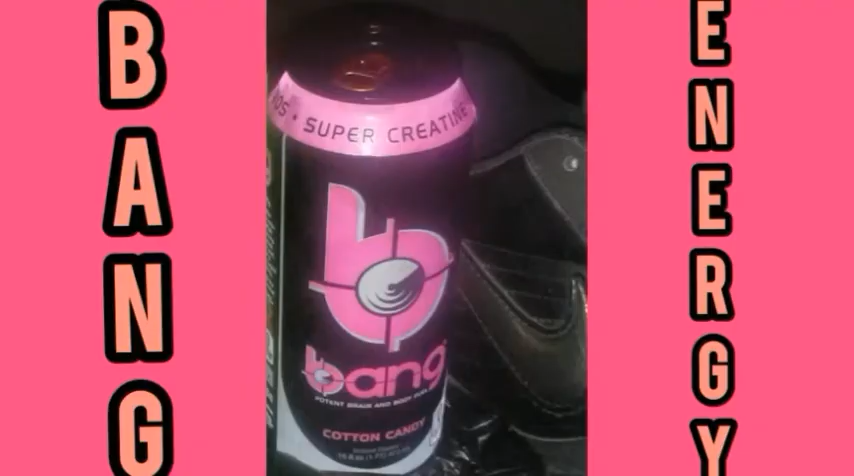 BANG
ENERGY
SUPER CREATINE
b
bang
POTENT BRAIN AND BODY FUEL
COTTON CANDY